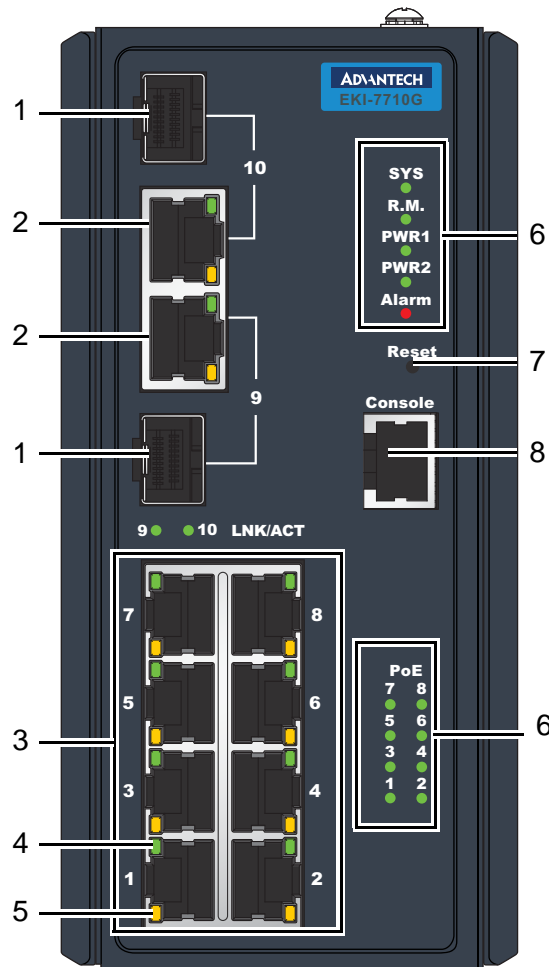 ADVANTECH
EKI-7710G
1
10
SYS
R.M.
PWR1
PWR2
Alarm
6
2
2
Reset
7
9
Console
1
8
9 10 LNK/ACT
7 8
5 6
3 4
1 2
3
4
5
PoE
7 8
5 6
3 4
1 2
6